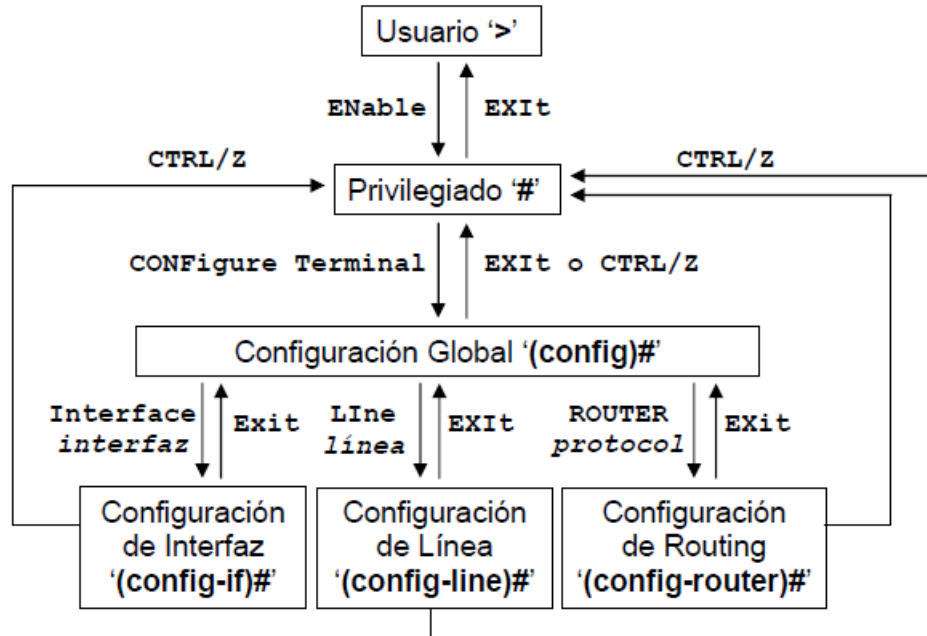 Usuario ‘>’
ENable
EXIt
CTRL/Z
CTRL/Z
Privilegiado ‘#’
CONFigure Terminal
EXIt o CTRL/Z
Configuración Global ‘(config)#’
Interface
interfaz
Exit
LIne
línea
EXIt
ROUTER
protocol
EXit
Configuración
de Interfaz
‘(config-if)#’
Configuración
de Línea
‘(config-line)#’
Configuración
de Routing
‘(config-router)#’